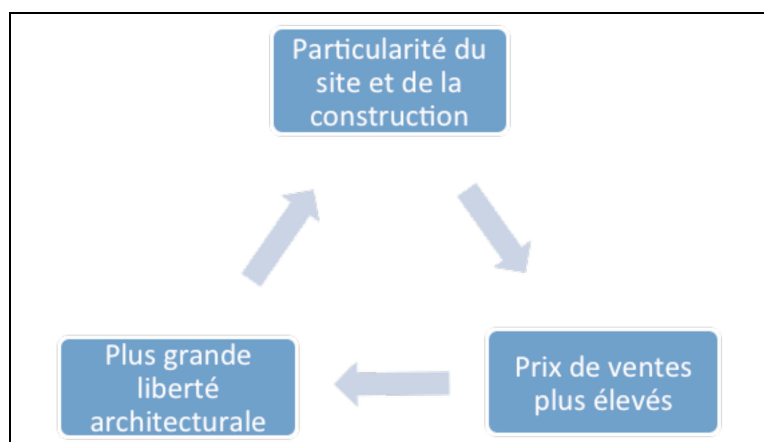 Particularité du
site et de la
construction
Prix de ventes
plus élevés
Plus grande
liberté
architecturale